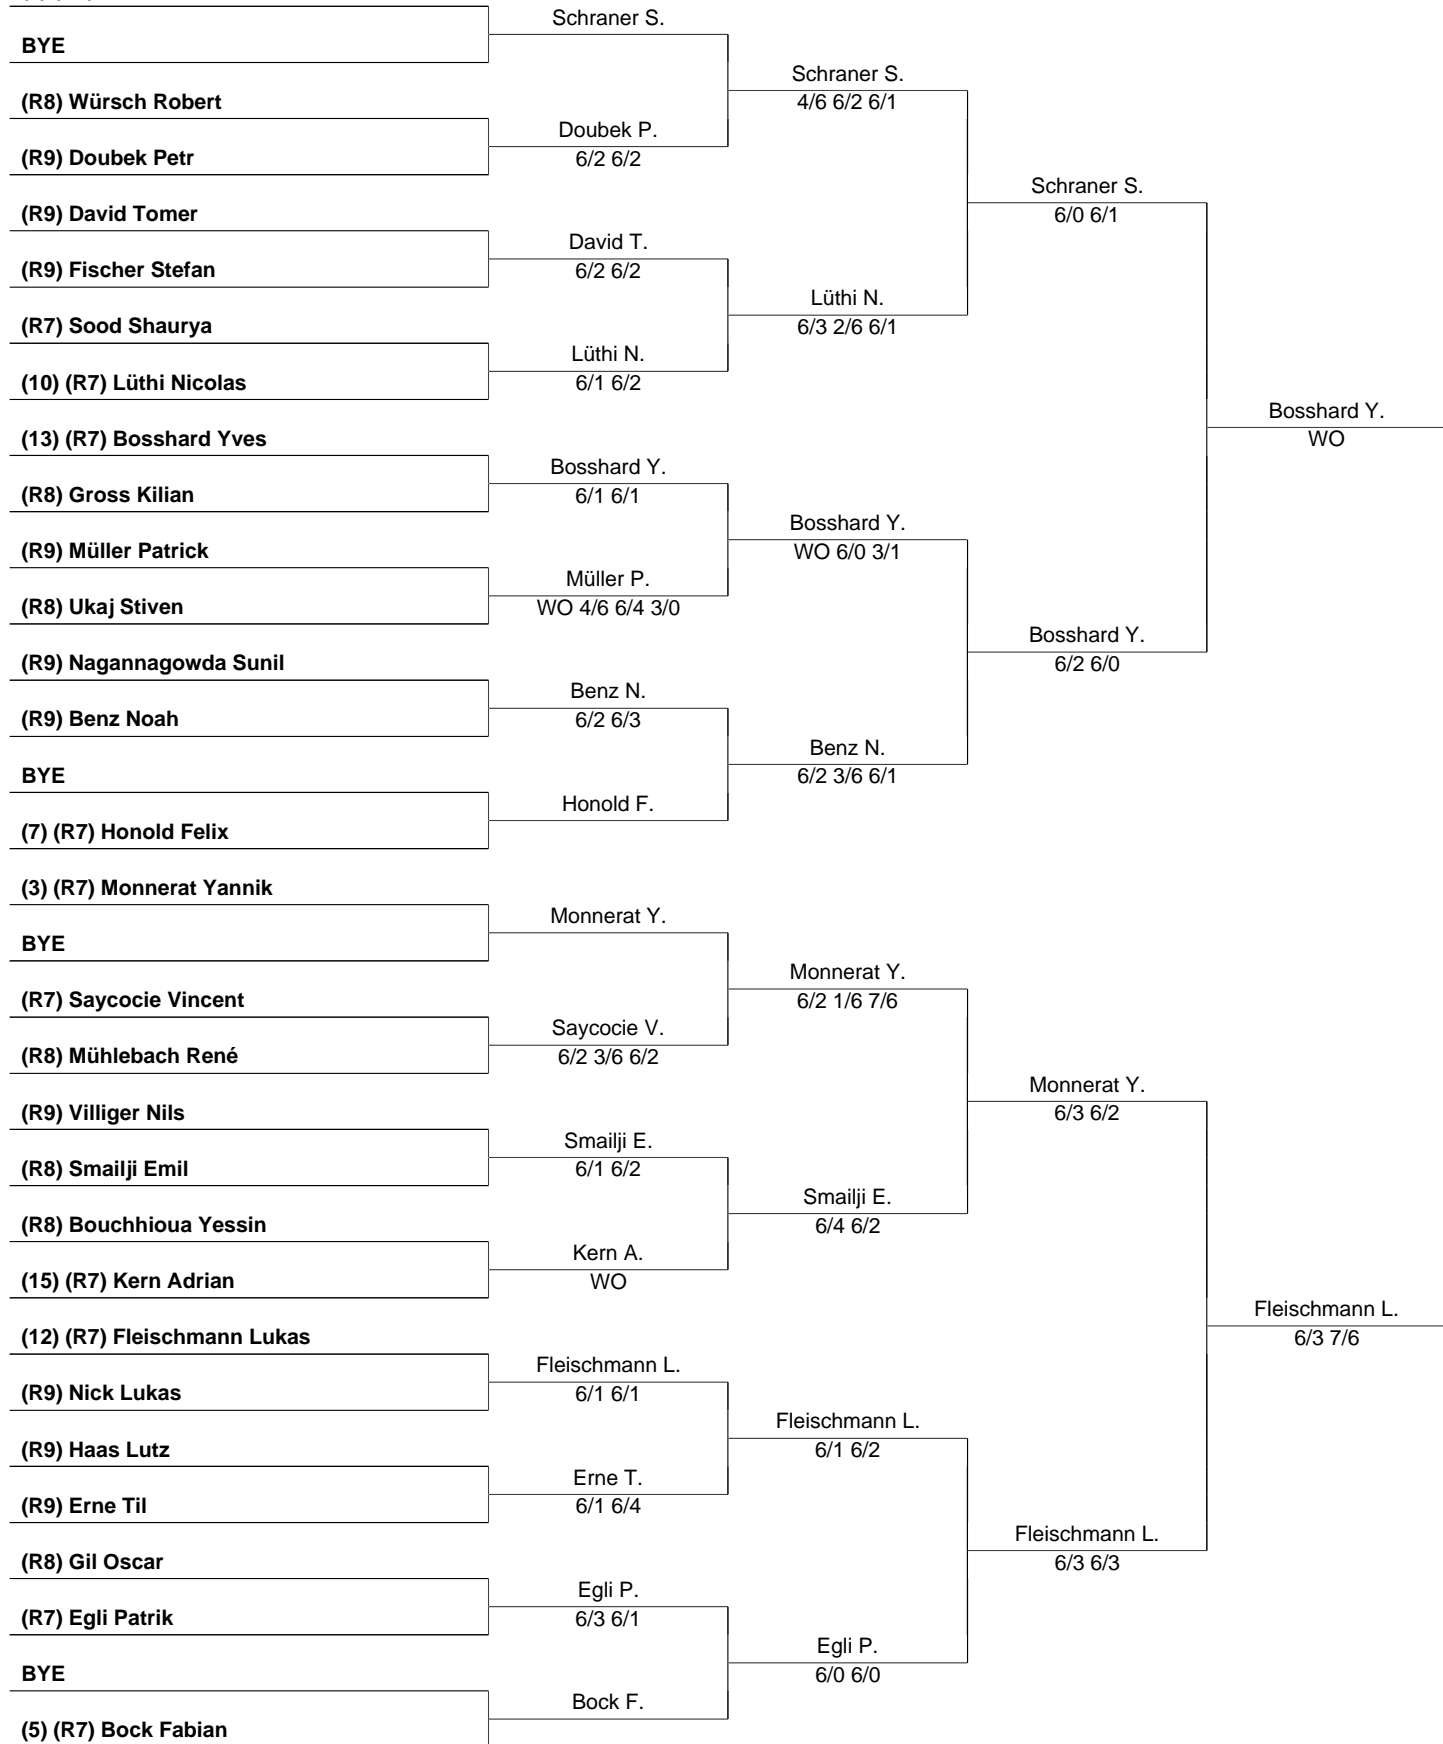 BYE
(R8) Würsch Robert
(R9) Doubek Petr
(R9) David Tomer
(R9) Fischer Stefan
(R7) Sood Shaurya
(10) (R7) Lüthi Nicolas
(13) (R7) Bosshard Yves
(R8) Gross Kilian
(R9) Müller Patrick
(R8) Ukaj Stiven
(R9) Nagannagowda Sunil
(R9) Benz Noah
BYE
(7) (R7) Honold Felix
(3) (R7) Monnerat Yannik
BYE
(R7) Saycocie Vincent
(R8) Mühlebach René
(R9) Villiger Nils
(R8) Smailji Emil
(R8) Bouchhioua Yessin
(15) (R7) Kern Adrian
(12) (R7) Fleischmann Lukas
(R9) Nick Lukas
(R9) Haas Lutz
(R9) Erne Til
(R8) Gil Oscar
(R7) Egli Patrik
BYE
(5) (R7) Bock Fabian
Schraner S.
Doubek P.
6/2 6/2
David T.
6/2 6/2
Lüthi N.
6/1 6/2
Bosshard Y.
6/1 6/1
Müller P.
WO 4/6 6/4 3/0
Benz N.
6/2 6/3
Honold F.
Monnerat Y.
Saycocie V.
6/2 3/6 6/2
Smailji E.
6/1 6/2
Kern A.
WO
Fleischmann L.
6/1 6/1
Erne T.
6/1 6/4
Egli P.
6/3 6/1
Bock F.
Schraner S.
4/6 6/2 6/1
Lüthi N.
6/3 2/6 6/1
Bosshard Y.
WO 6/0 3/1
Benz N.
6/2 3/6 6/1
Monnerat Y.
6/2 1/6 7/6
Smailji E.
6/4 6/2
Fleischmann L.
6/1 6/2
Egli P.
6/0 6/0
Schraner S.
6/0 6/1
Bosshard Y.
6/2 6/0
Monnerat Y.
6/3 6/2
Fleischmann L.
6/3 6/3
Bosshard Y.
WO
Fleischmann L.
6/3 7/6